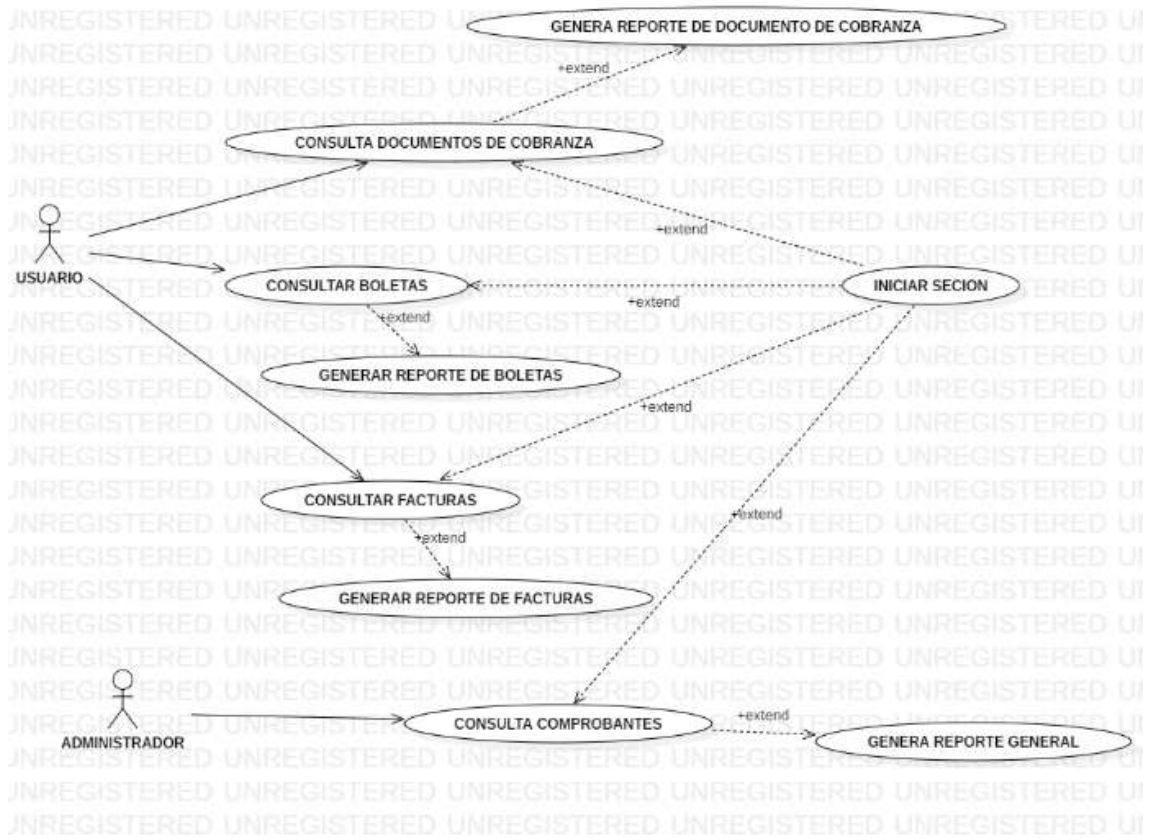 GENERA REPORTE DE DOCUMENTO DE COBRANZA
+extend
CONSULTA DOCUMENTOS DE COBRANZA
+extend
USUARIO
CONSULTAR BOLETAS
+extend
INICIAR SECION
+extend
GENERAR REPORTE DE BOLETAS
+extend
CONSULTAR FACTURAS
+extend
+extend
GENERAR REPORTE DE FACTURAS
ADMINISTRADOR
CONSULTA COMPROBANTES
+extend
GENERA REPORTE GENERAL
UNREGISTERED